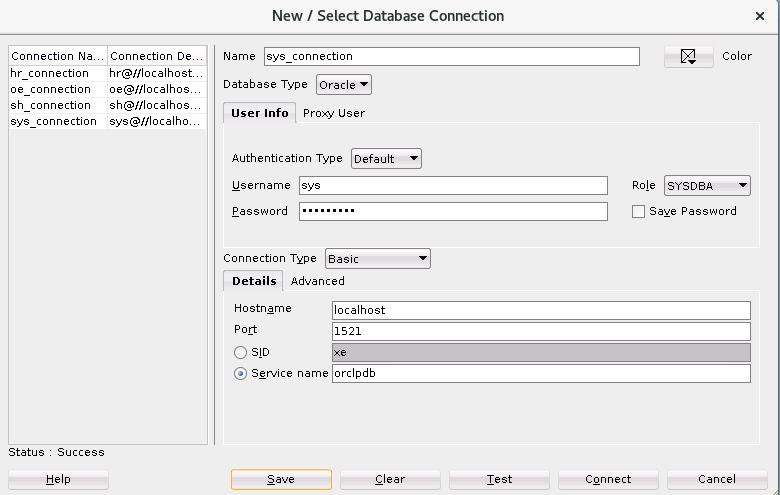 New / Select Database Connection
Connection Na... Connection De...
hr_connection hr@//localhost...
oe_connection oe@//localhos...
sh_connection sh@//localhos...
sys_connection sys@//localho...
Name sys_connection Color
Database Type Oracle
User Info Proxy User
Authentication Type Default
Username sys Role SYSDBA
Password ••••••••• Save Password
Connection Type Basic
Details Advanced
Hostname localhost
Port 1521
SID xe
Service name orclpdb
Status : Success
Help Save Clear Test Connect Cancel